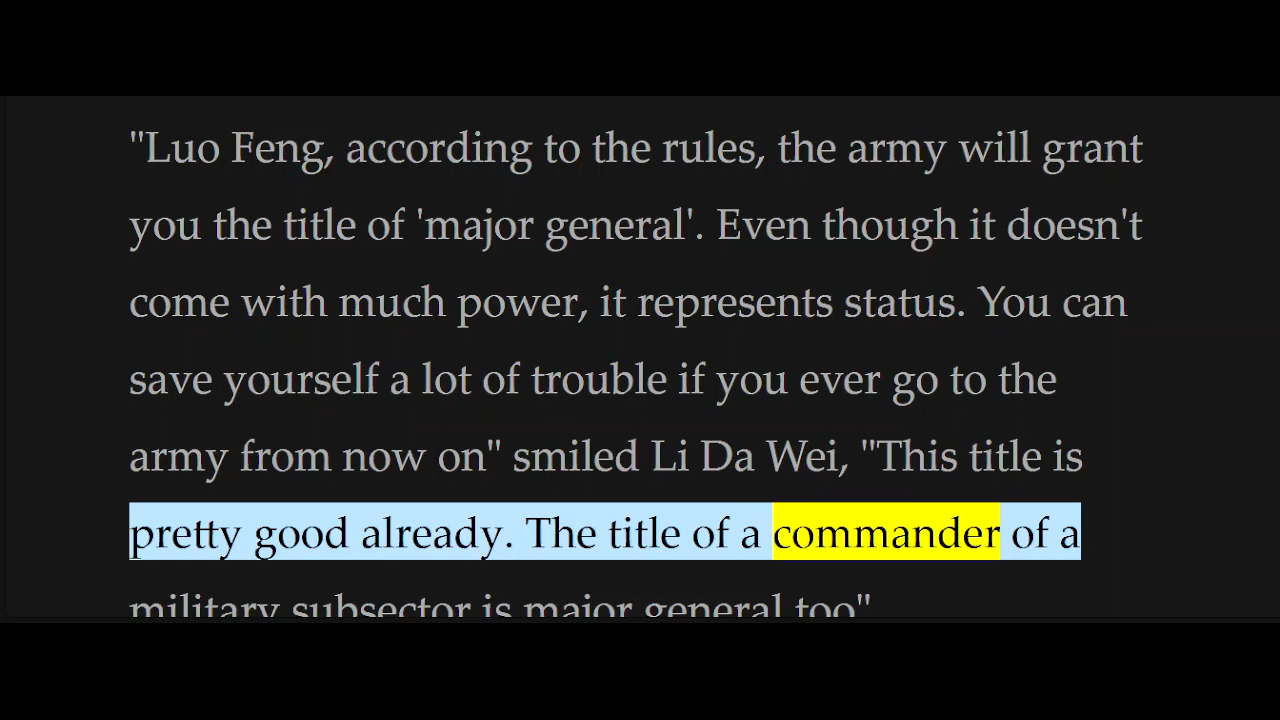 "Luo Feng, according to the rules, the army will grant
you the title of 'major general'. Even though it doesn't
come with much power, it represents status. You can
save yourself a lot of trouble if you ever go to the
army from now on" smiled Li Da Wei, "This title is
pretty good already. The title of a commander of a
military subsector is major general too"